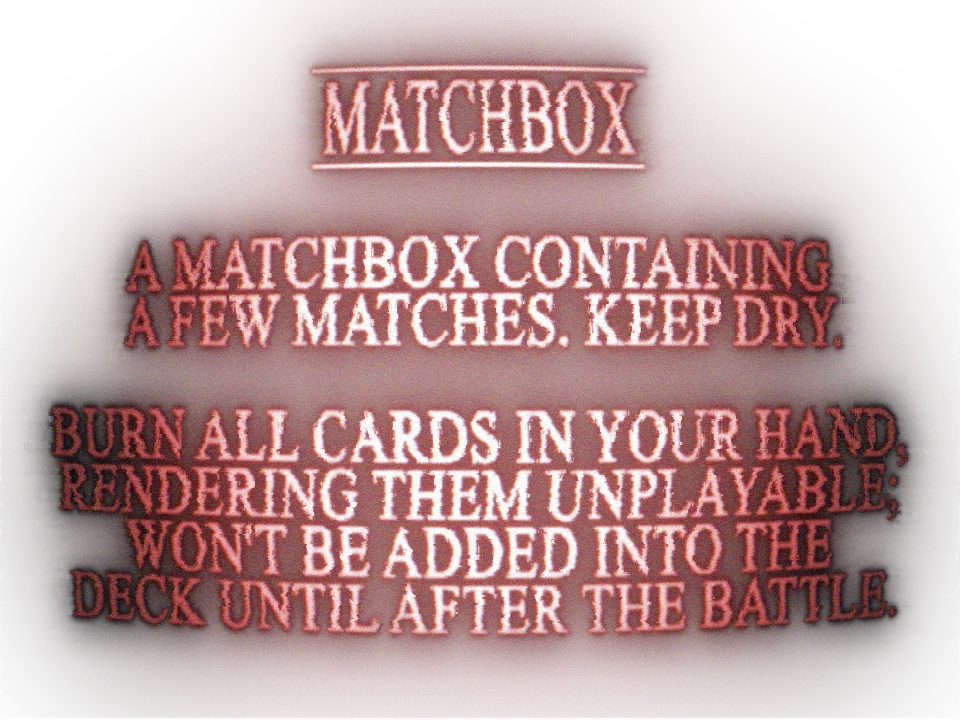 MATCHBOX
A MATCHBOX CONTAINING
A FEW MATCHES. KEEP DRY.
BURN ALL CARDS IN YOUR HAND,
RENDERING THEM UNPLAYABLE;
WON'T BE ADDED INTO THE
DECK UNTIL AFTER THE BATTLE.